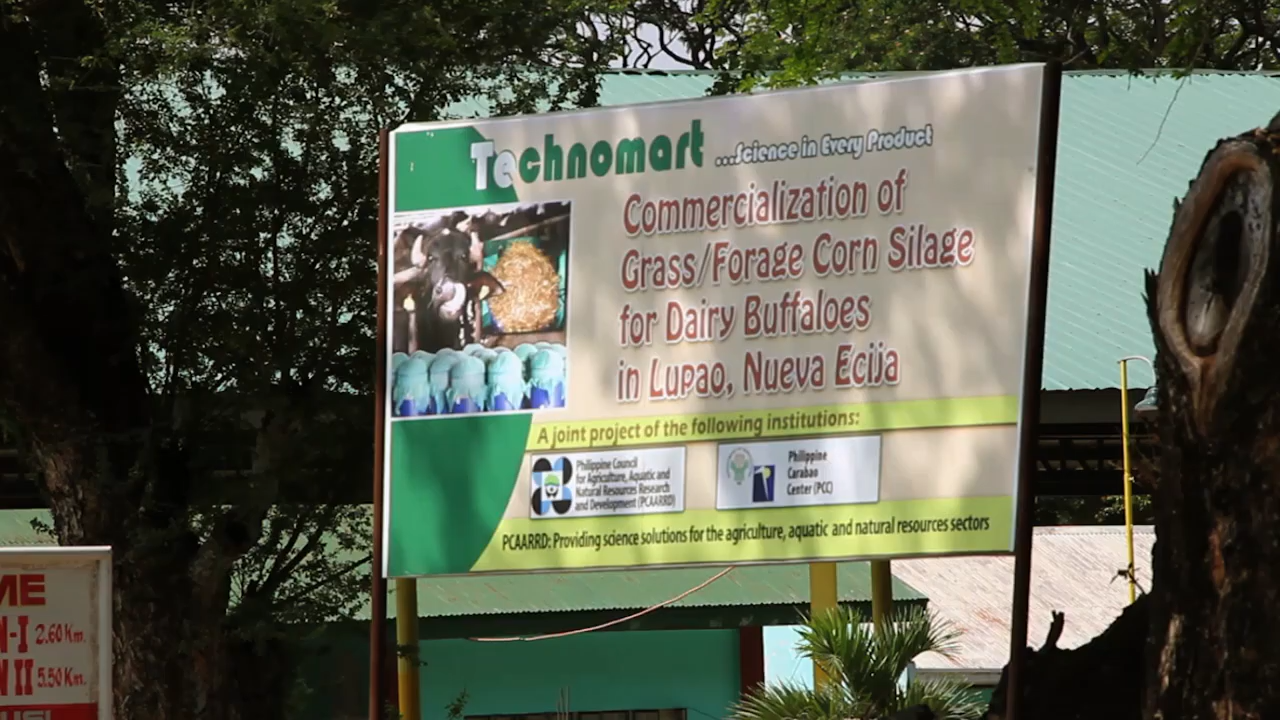 Technomart ...Science in Every Product
Commercialization of
Grass/Forage Corn Silage
for Dairy Buffaloes
in Lupao, Nueva Ecija
A joint project of the following institutions:
Philippine Council
for Agriculture, Aquatic and
Natural Resources Research
and Development (PCAARRD)
Philippine
Carabao
Center (PCC)
PCAARRD: Providing science solutions for the agriculture, aquatic and natural resources sectors
ME
N-I 2.60 Km.
N II 5.50 Km.